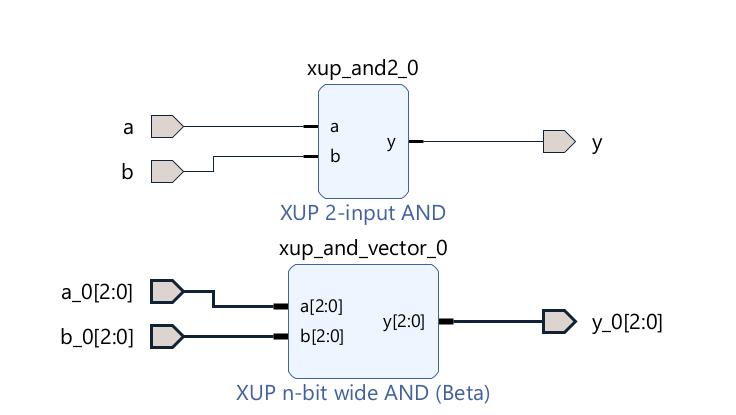 xup_and2_0
a
a
b
b
y
y
XUP 2-input AND
xup_and_vector_0
a_0[2:0]
a[2:0]
b_0[2:0]
b[2:0]
y[2:0]
y_0[2:0]
XUP n-bit wide AND (Beta)